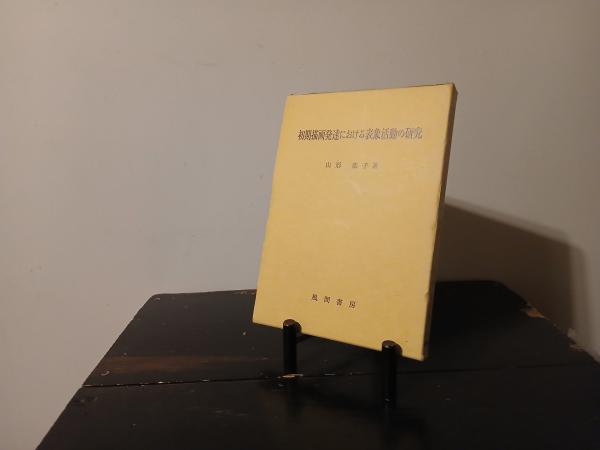 初期描画発達における表象活動の研究
山形恭子著
風間書房